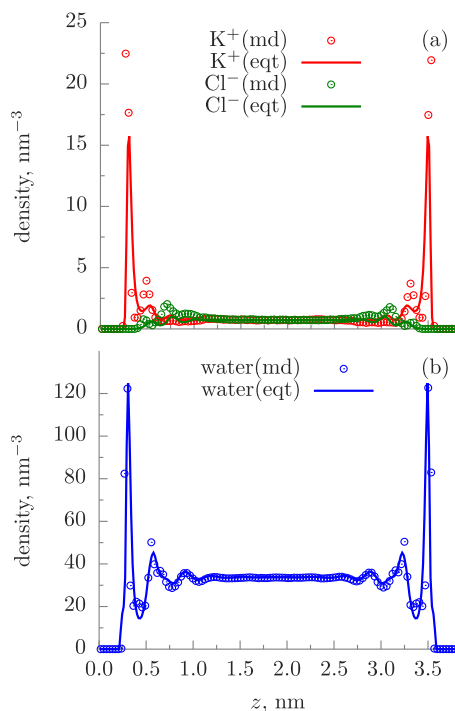 25
20
15
10
5
0
density, nm−3
K+(md)
K+(eqt)
Cl−(md)
Cl−(eqt)
(a)
120
100
80
60
40
20
0
density, nm−3
water(md)
water(eqt)
(b)
0.0 0.5 1.0 1.5 2.0 2.5 3.0 3.5
z, nm